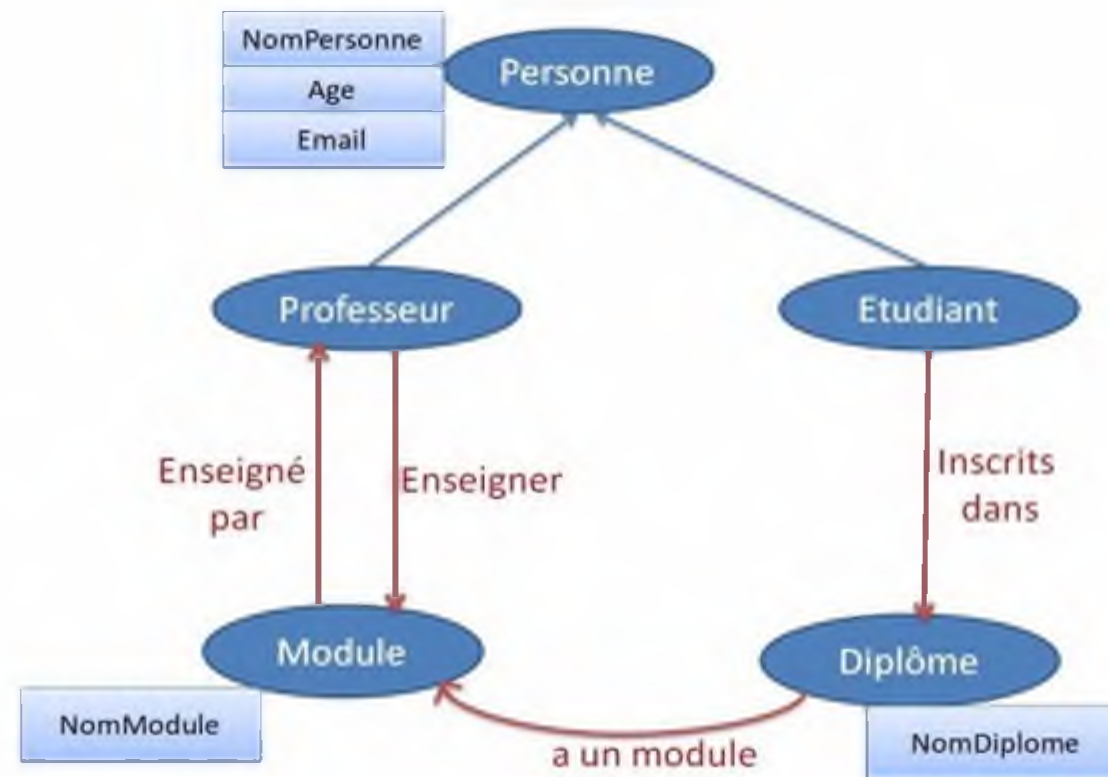 NomPersonne
Personne
Age
Email
Professeur
Etudiant
Enseigné
par
Enseigner
Inscrits
dans
Module
Diplôme
NomModule
a un module
NomDiplome